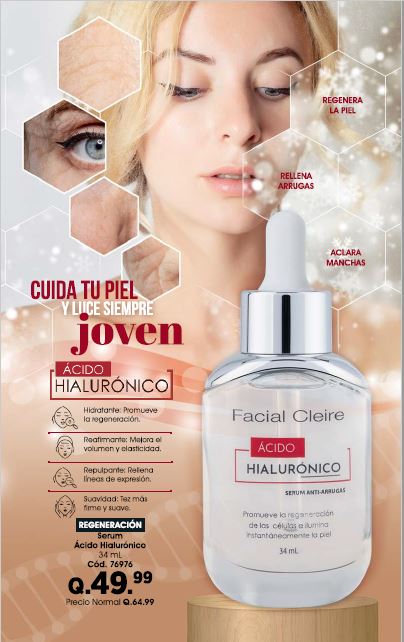 REGENERA
LA PIEL
RELLENA
ARRUGAS
ACLARA
MANCHAS
CUIDA TU PIEL
Y LUCE SIEMPRE
joven
ÁCIDO
HIALURÓNICO
Hidratante: Promueve
la regeneración.
Reafirmante: Mejora el
volumen y elasticidad.
Repulpante: Rellena
líneas de expresión.
Suavidad: Tez más
firme y suave.
REGENERACIÓN
Serum
Ácido Hialurónico
34 mL
Cód. 76976
Q.49.99
Precio Normal Q.64.99
Facial Cleire
ÁCIDO
HIALURÓNICO
SERUM ANTI-ARRUGAS
Promueve la regeneración
de las células e ilumina
instantáneamente la piel
34 mL